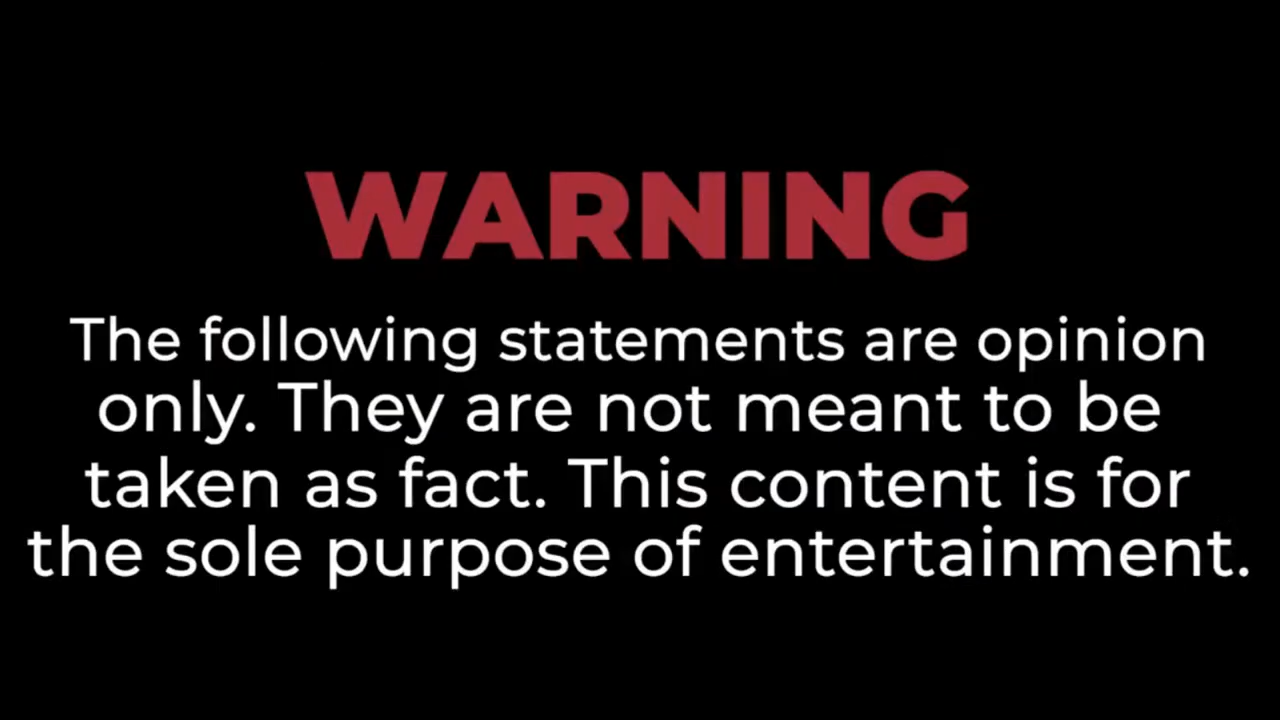 WARNING
The following statements are opinion
only. They are not meant to be
taken as fact. This content is for
the sole purpose of entertainment.